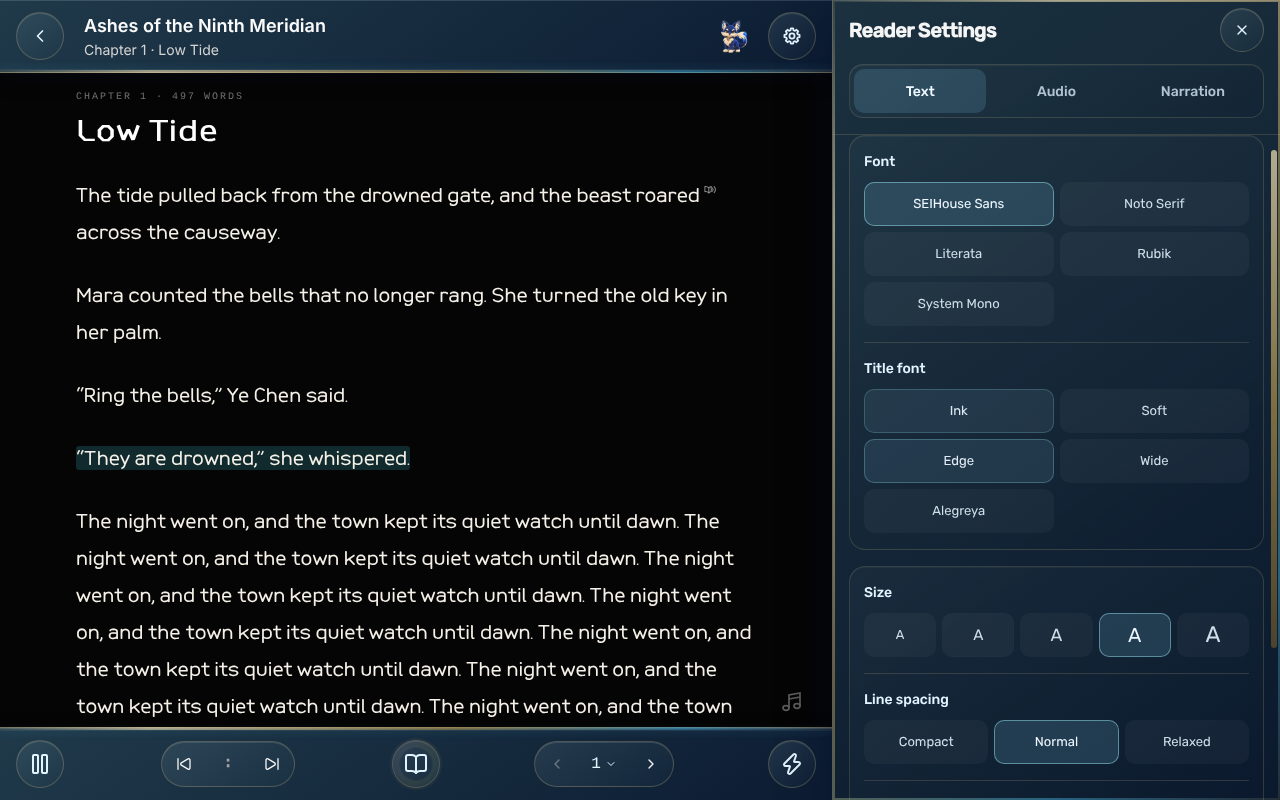 Ashes of the Ninth Meridian
Chapter 1 · Low Tide
CHAPTER 1 · 497 WORDS
Low Tide
The tide pulled back from the drowned gate, and the beast roared
across the causeway.
Mara counted the bells that no longer rang. She turned the old key in
her palm.
“Ring the bells,” Ye Chen said.
“They are drowned,” she whispered.
The night went on, and the town kept its quiet watch until dawn. The
night went on, and the town kept its quiet watch until dawn. The night
went on, and the town kept its quiet watch until dawn. The night went
on, and the town kept its quiet watch until dawn. The night went on, and
the town kept its quiet watch until dawn. The night went on, and the
town kept its quiet watch until dawn. The night went on, and the town
:
1
Reader Settings
Text
Audio
Narration
Font
SEIHouse Sans
Noto Serif
Literata
Rubik
System Mono
Title font
Ink
Soft
Edge
Wide
Alegreya
Size
A
A
A
A
A
Line spacing
Compact
Normal
Relaxed